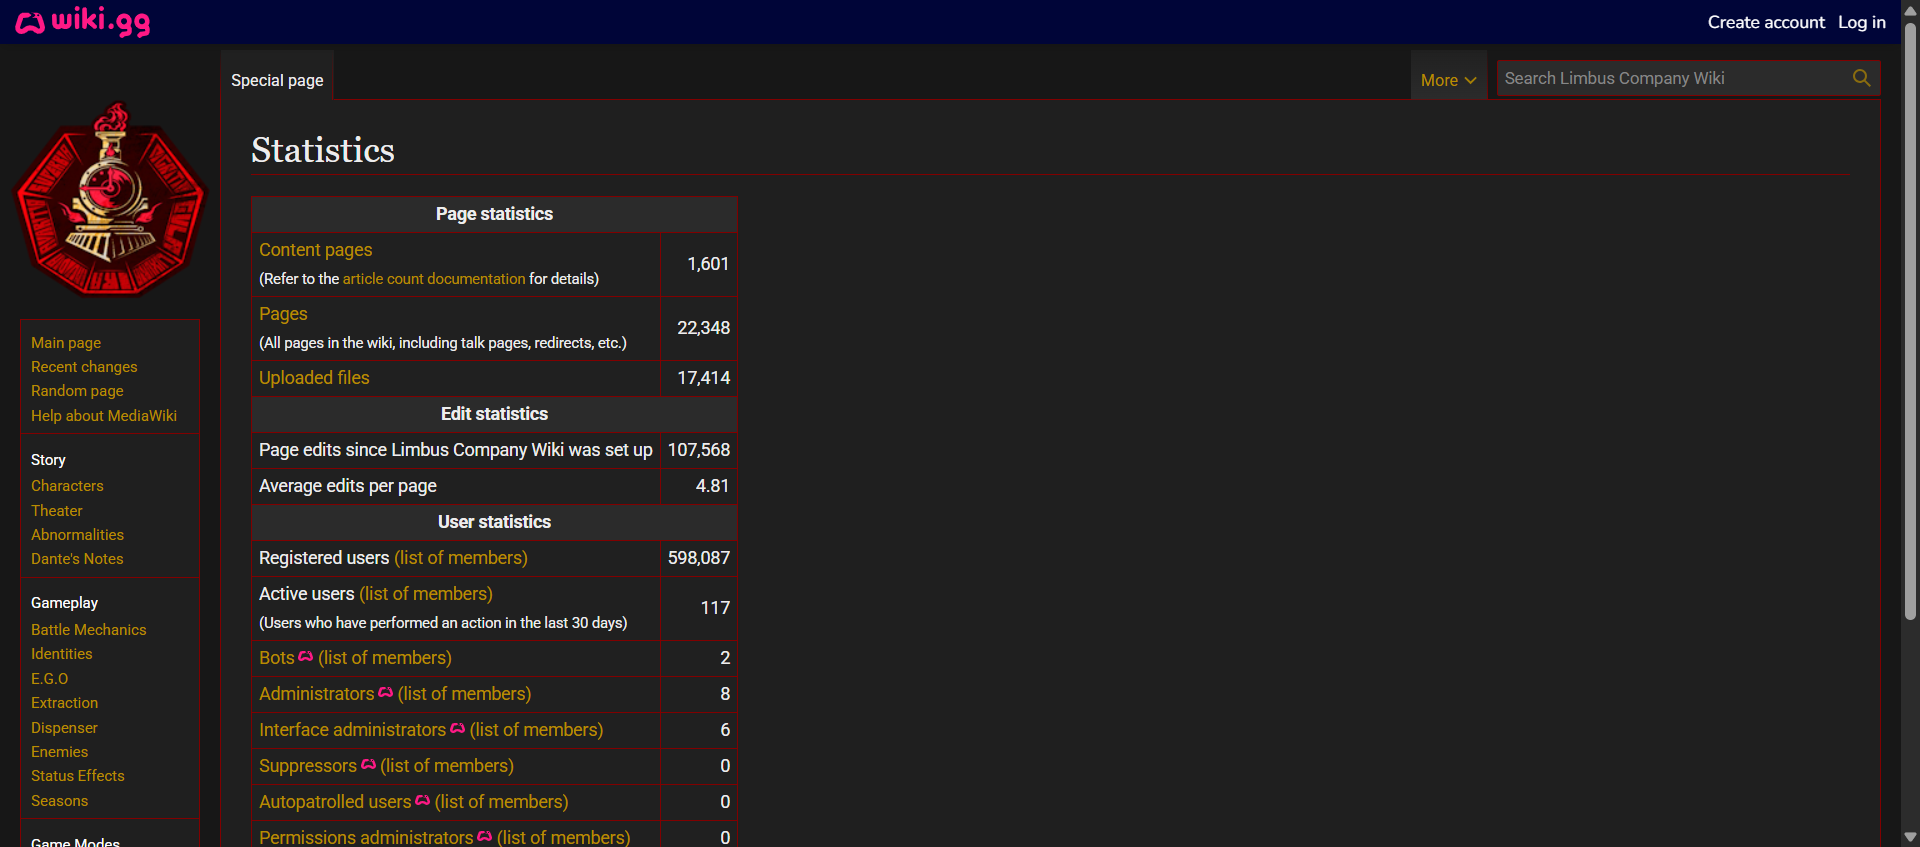 wiki.gg
Create account Log in
Special page
More
Search Limbus Company Wiki
Statistics
Page statistics
Content pages
(Refer to the article count documentation for details)
1,601
Pages
(All pages in the wiki, including talk pages, redirects, etc.)
22,348
Uploaded files 17,414
Edit statistics
Page edits since Limbus Company Wiki was set up 107,568
Average edits per page 4.81
User statistics
Registered users (list of members) 598,087
Active users (list of members)
(Users who have performed an action in the last 30 days)
117
Bots (list of members) 2
Administrators (list of members) 8
Interface administrators (list of members) 6
Suppressors (list of members) 0
Autopatrolled users (list of members) 0
Permissions administrators (list of members) 0
Main page
Recent changes
Random page
Help about MediaWiki
Story
Characters
Theater
Abnormalities
Dante's Notes
Gameplay
Battle Mechanics
Identities
E.G.O
Extraction
Dispenser
Enemies
Status Effects
Seasons
Game Modes